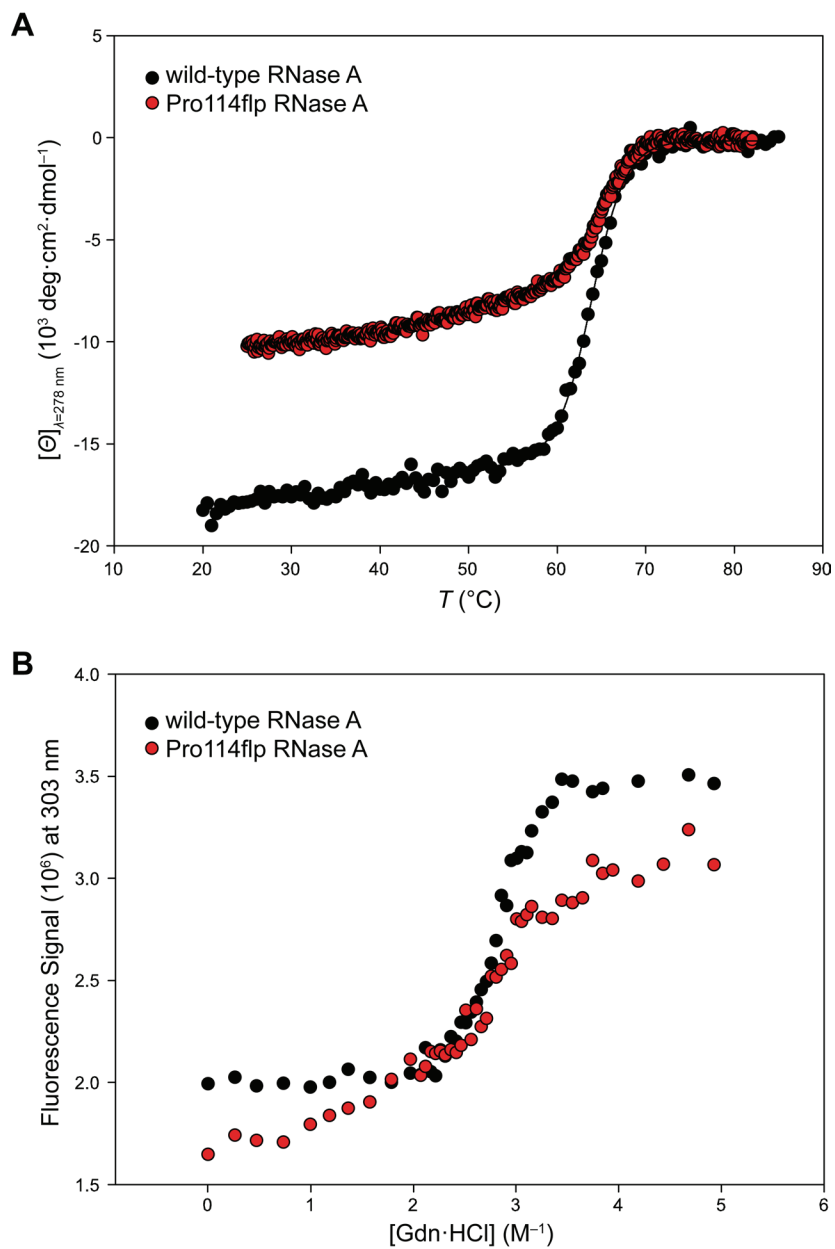 A
wild-type RNase A
Pro114flp RNase A
[Θ]λ=278 nm (10³ deg·cm²·dmol⁻¹)
5
0
-5
-10
-15
-20
10 20 30 40 50 60 70 80 90
T (°C)
B
wild-type RNase A
Pro114flp RNase A
Fluorescence Signal (10⁶) at 303 nm
4.0
3.5
3.0
2.5
2.0
1.5
0 1 2 3 4 5 6
[Gdn·HCl] (M⁻¹)